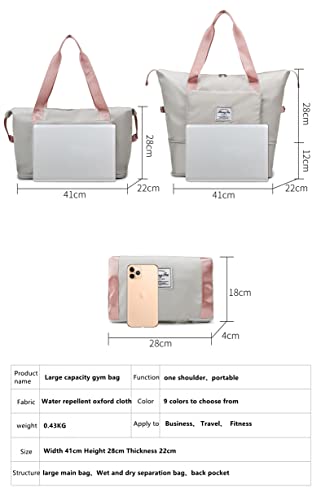 28cm
41cm
22cm
12cm
28cm
41cm
22cm
18cm
4cm
28cm
Product name Large capacity gym bag Function one shoulder, portable
Fabric Water repellent oxford cloth Color 9 colors to choose from
weight 0.43KG Apply to Business, Travel, Fitness
Size Width 41cm Height 28cm Thickness 22cm
Structure large main bag, Wet and dry separation bag, back pocket